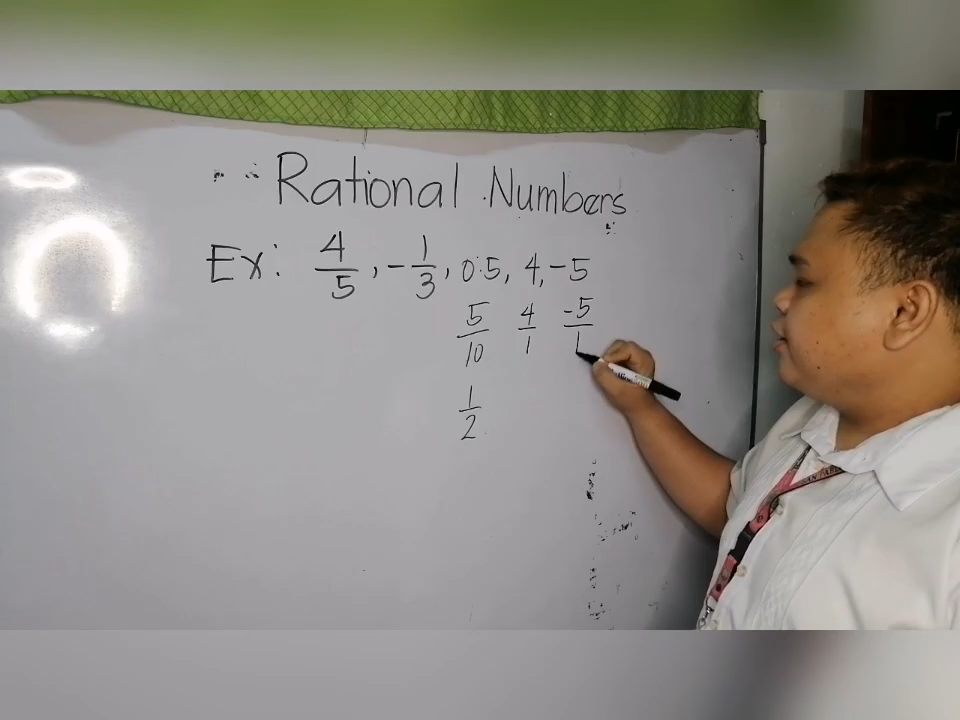 Rational Numbers
Ex: 4/5, -1/3, 0.5, 4, -5
5/10 4/1 -5/1
1/2